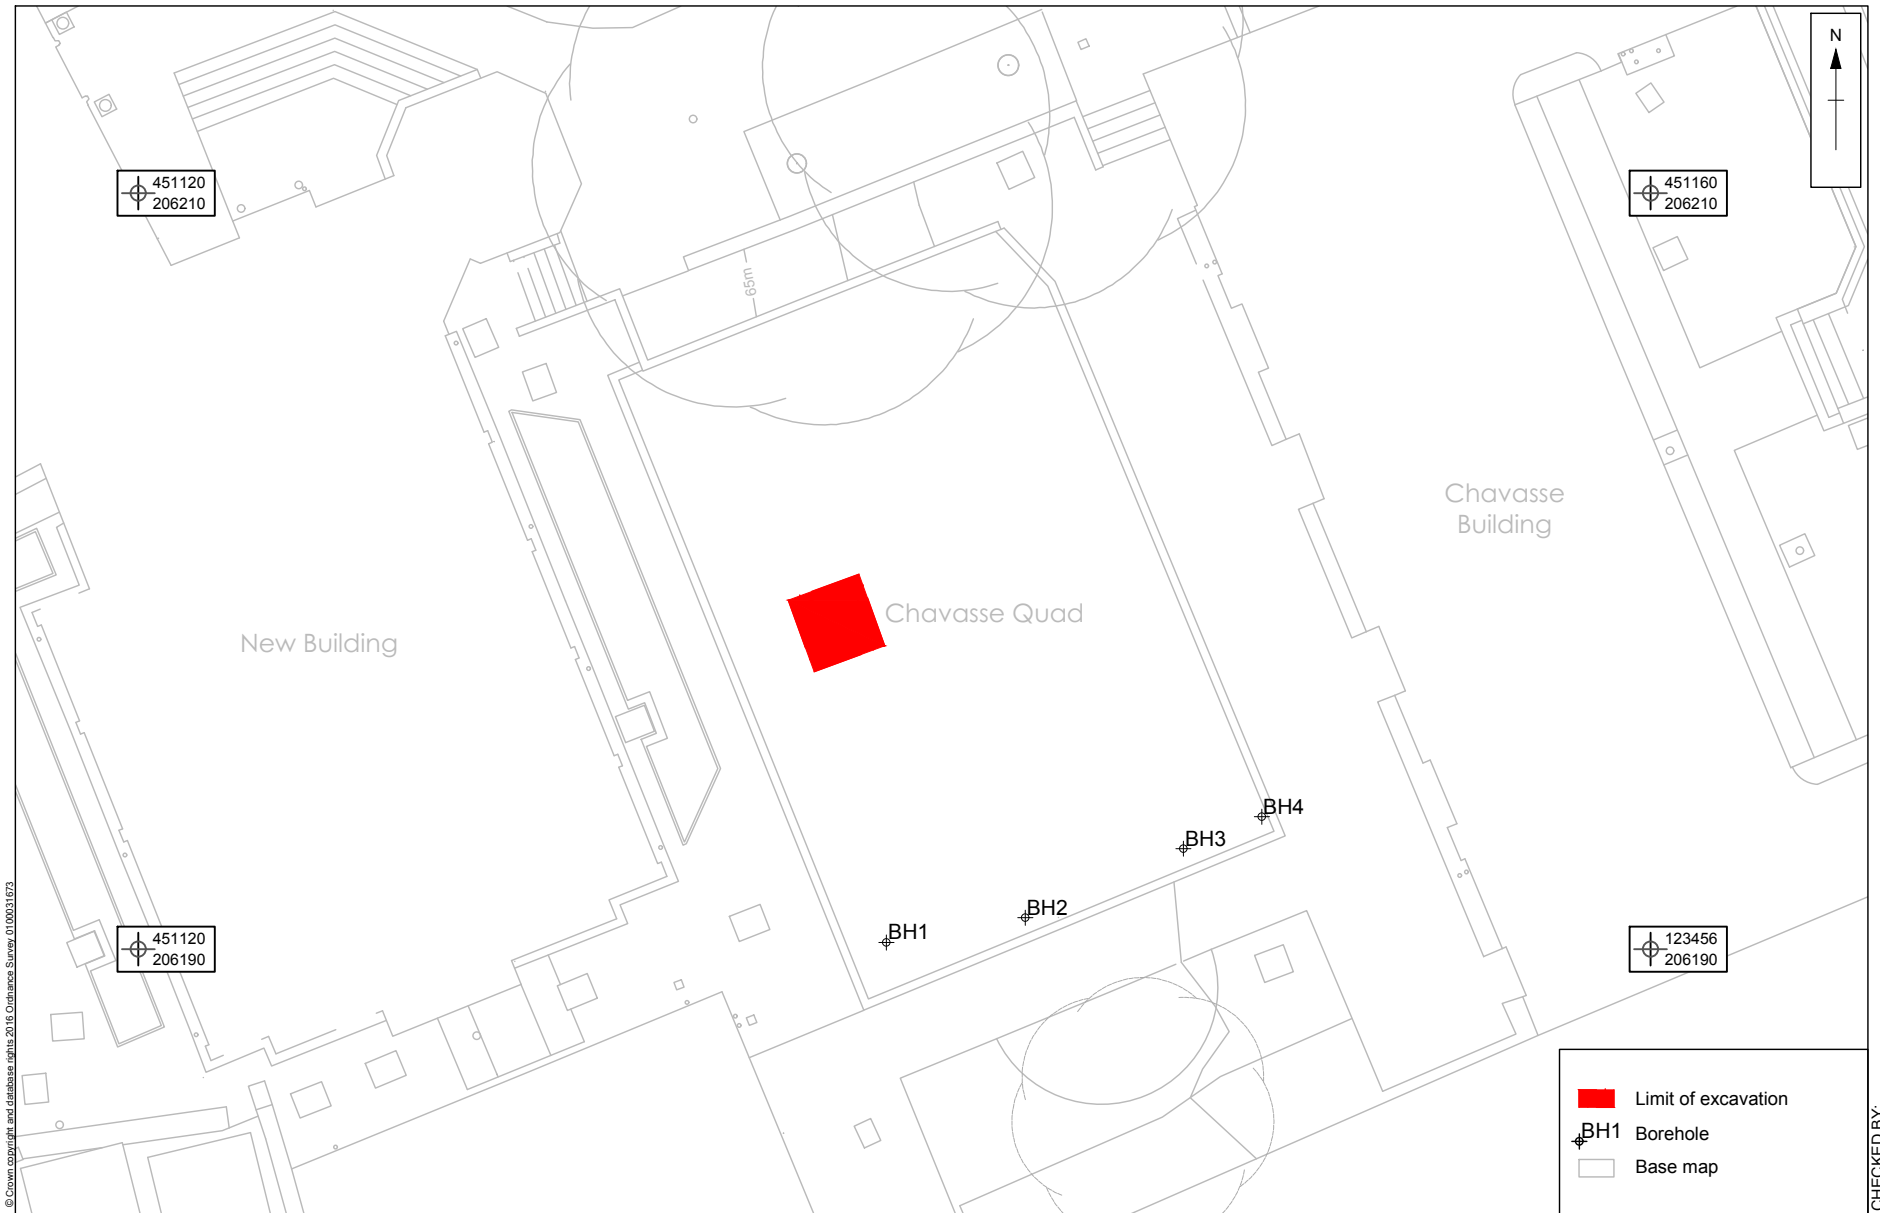 N
451120
206210
451160
206210
65m
Chavasse
Building
Chavasse Quad
New Building
BH4
BH3
BH2
BH1
451120
206190
123456
206190
Limit of excavation
BH1 Borehole
Base map
© Crown copyright and database rights 2016 Ordnance Survey 0100031673
CHECKED BY: